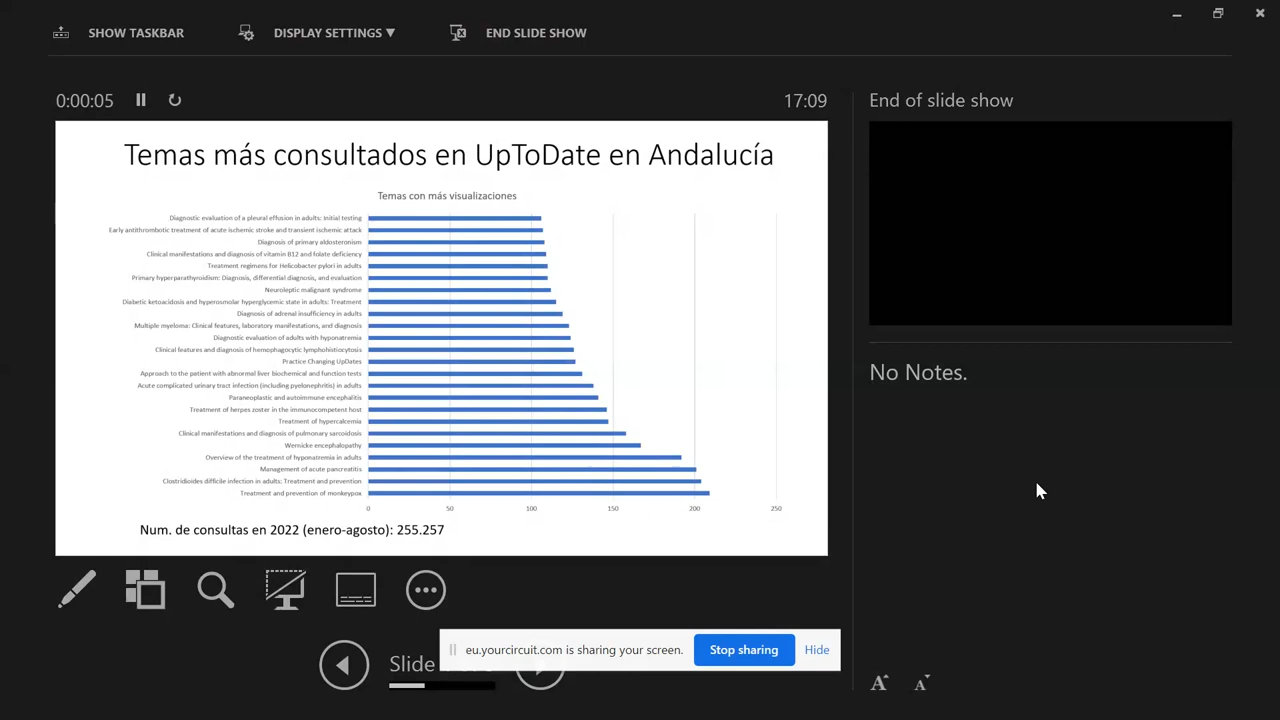 SHOW TASKBAR
DISPLAY SETTINGS ▼
END SLIDE SHOW
0:00:05
17:09
End of slide show
Temas más consultados en UpToDate en Andalucía
Temas con más visualizaciones
Diagnostic evaluation of a pleural effusion in adults: Initial testing
Early antithrombotic treatment of acute ischemic stroke and transient ischemic attack
Diagnosis of primary aldosteronism
Clinical manifestations and diagnosis of vitamin B12 and folate deficiency
Treatment regimens for Helicobacter pylori in adults
Primary hyperparathyroidism: Diagnosis, differential diagnosis, and evaluation
Neuroleptic malignant syndrome
Diabetic ketoacidosis and hyperosmolar hyperglycemic state in adults: Treatment
Diagnosis of adrenal insufficiency in adults
Multiple myeloma: Clinical features, laboratory manifestations, and diagnosis
Diagnostic evaluation of adults with hyponatremia
Clinical features and diagnosis of hemophagocytic lymphohistiocytosis
Practice Changing UpDates
Approach to the patient with abnormal liver biochemical and function tests
Acute complicated urinary tract infection (including pyelonephritis) in adults
Paraneoplastic and autoimmune encephalitis
Treatment of herpes zoster in the immunocompetent host
Treatment of hypercalcemia
Clinical manifestations and diagnosis of pulmonary sarcoidosis
Wernicke encephalopathy
Overview of the treatment of hyponatremia in adults
Management of acute pancreatitis
Clostridioides difficile infection in adults: Treatment and prevention
Treatment and prevention of monkeypox
0 50 100 150 200 250
Num. de consultas en 2022 (enero-agosto): 255.257
No Notes.
eu.yourcircuit.com is sharing your screen.
Stop sharing
Hide
Slide
A A